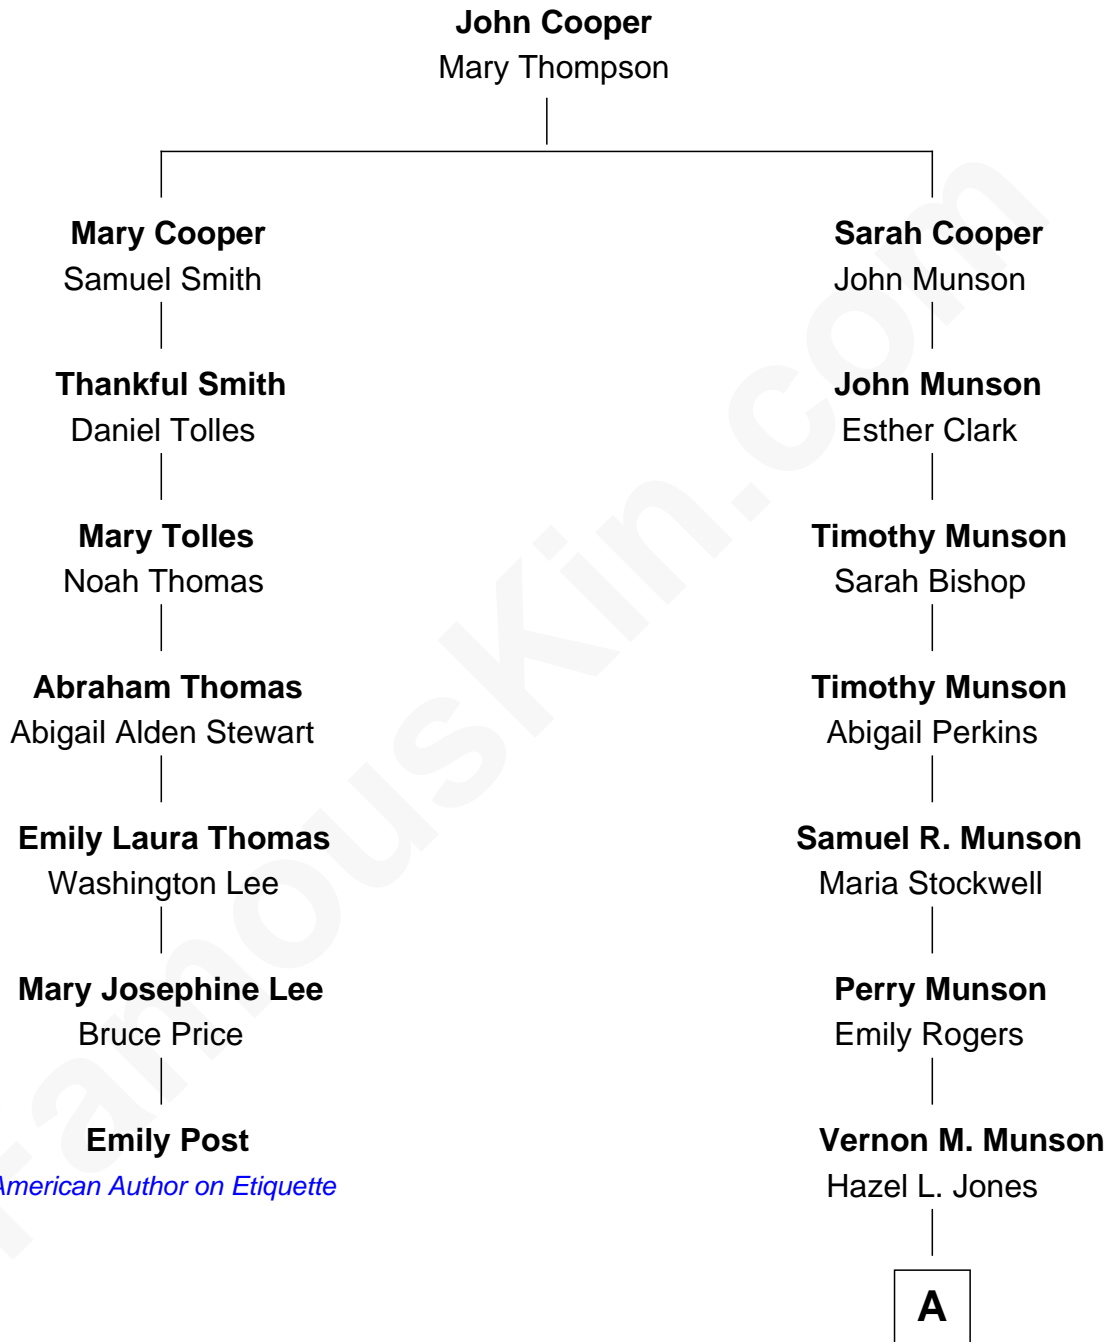 John Cooper
Mary Thompson
Mary Cooper
Samuel Smith
Sarah Cooper
John Munson
Thankful Smith
Daniel Tolles
John Munson
Esther Clark
Mary Tolles
Noah Thomas
Timothy Munson
Sarah Bishop
Abraham Thomas
Abigail Alden Stewart
Timothy Munson
Abigail Perkins
Emily Laura Thomas
Washington Lee
Samuel R. Munson
Maria Stockwell
Mary Josephine Lee
Bruce Price
Perry Munson
Emily Rogers
Emily Post
American Author on Etiquette
Vernon M. Munson
Hazel L. Jones
A
FamousKin.com